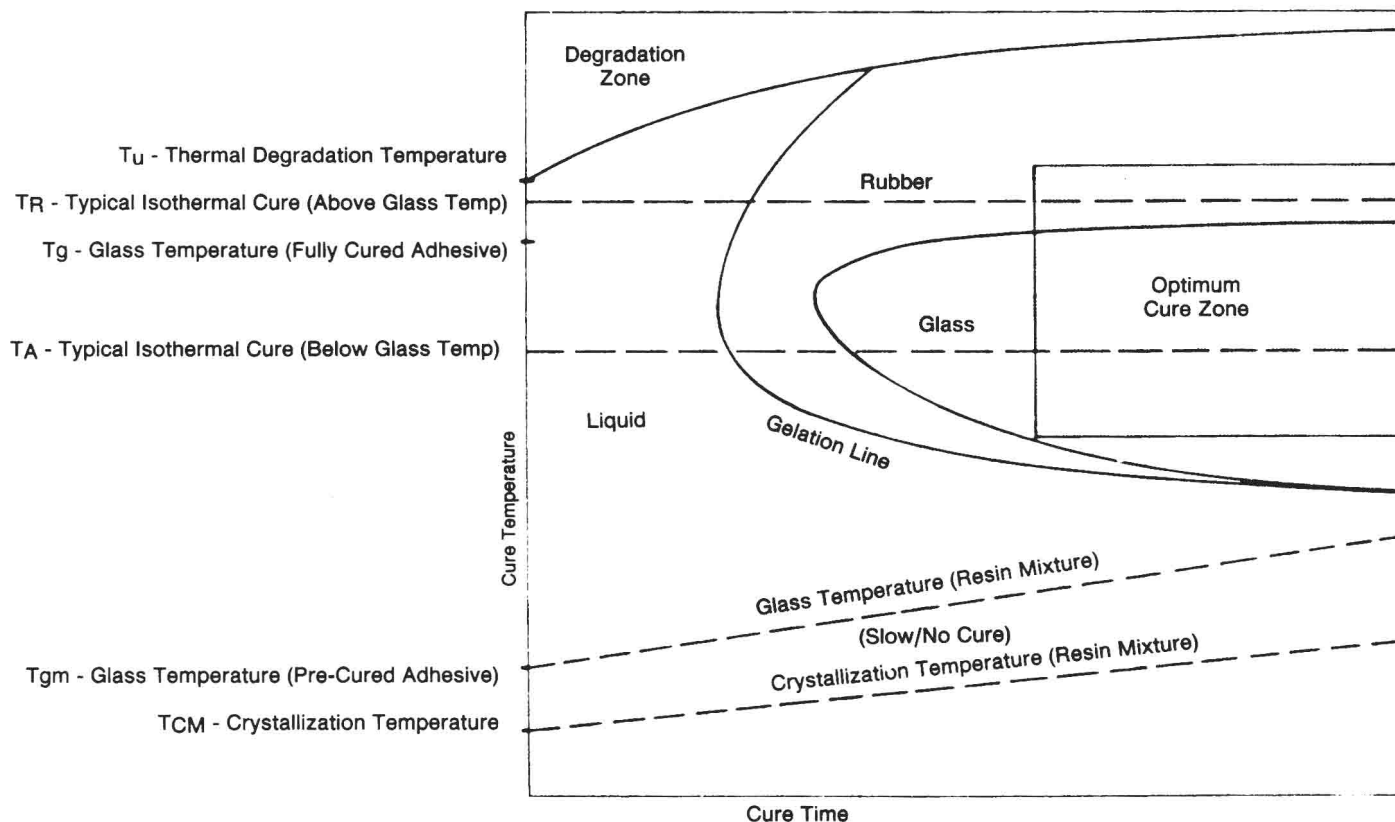 Degradation
Zone
Tu - Thermal Degradation Temperature
TR - Typical Isothermal Cure (Above Glass Temp)
Rubber
Tg - Glass Temperature (Fully Cured Adhesive)
Optimum
Cure Zone
Glass
TA - Typical Isothermal Cure (Below Glass Temp)
Liquid
Gelation Line
Cure Temperature
Glass Temperature (Resin Mixture)
(Slow/No Cure)
Crystallization Temperature (Resin Mixture)
Tgm - Glass Temperature (Pre-Cured Adhesive)
TCM - Crystallization Temperature
Cure Time